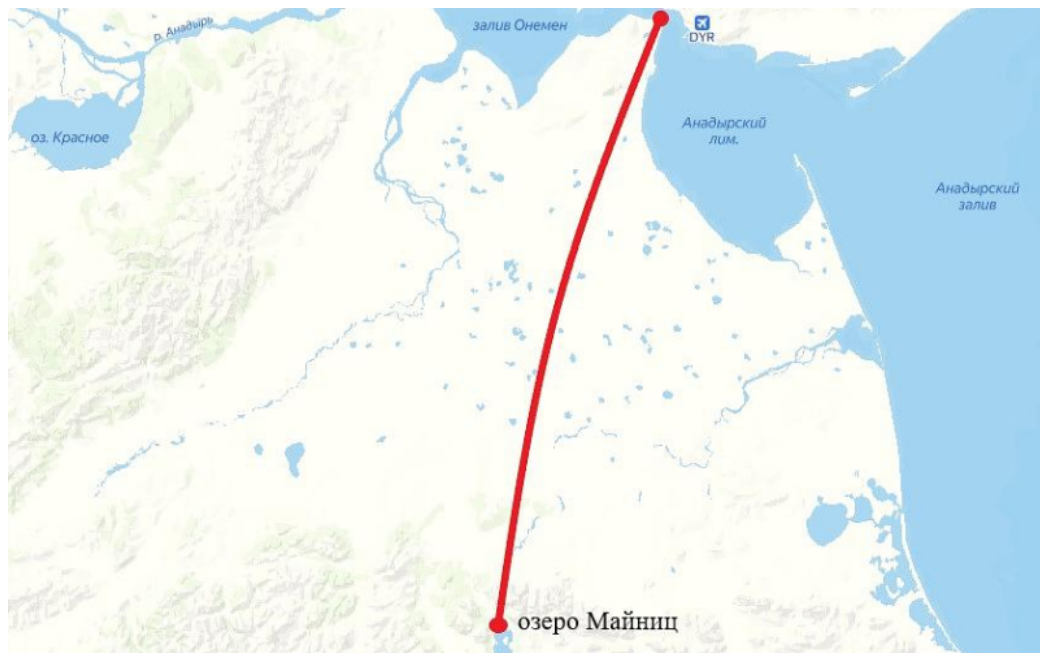 р. Анадырь
залив Онемен
DYR
оз. Красное
Анадырский
лим.
Анадырский
залив
озеро Майниц